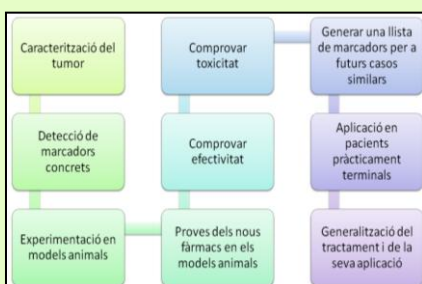 Caracterització del
tumor
Detecció de
marcadors
concrets
Experimentació en
models animals
Proves dels nous
fàrmacs en els
models animals
Comprovar
efectivitat
Comprovar
toxicitat
Generar una llista
de marcadors per a
futurs casos
similars
Aplicació en
pacients
pràcticament
terminals
Generalització del
tractament i de la
seva aplicació